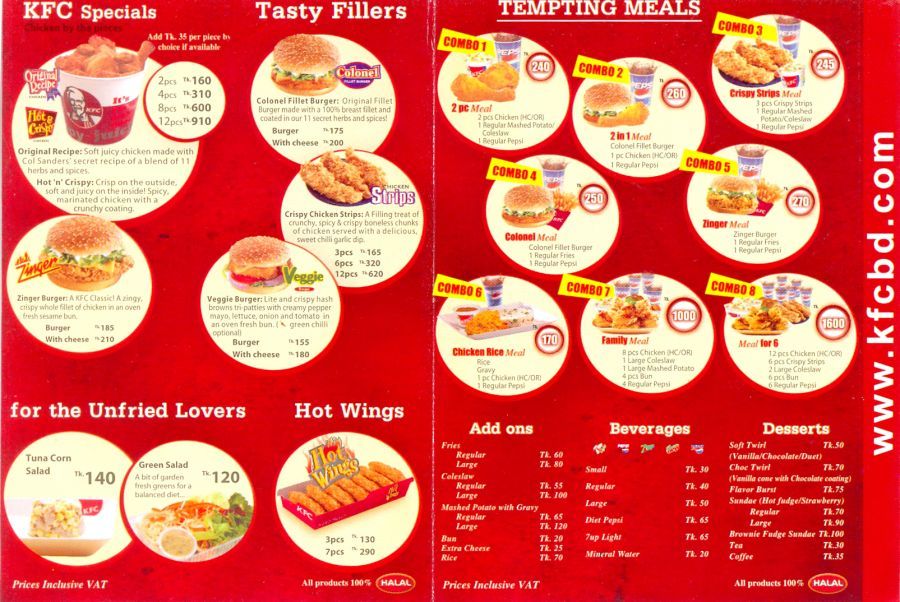 KFC Specials
Chicken by the pieces
Add Tk. 35 per piece by
choice if available
Original
Recipe
CHICKEN
Hot &
Crispy
CHICKEN
It's
KFC
2pcs Tk 160
4pcs Tk 310
8pcs Tk 600
12pcs Tk 910
Original Recipe: Soft juicy chicken made with
Col Sanders' secret recipe of a blend of 11
herbs and spices.
Hot 'n' Crispy: Crisp on the outside,
soft and juicy on the inside! Spicy,
marinated chicken with a
crunchy coating.
Zinger
Zinger Burger: A KFC Classic! A zingy,
crispy whole fillet of chicken in an oven
fresh sesame bun.
Burger Tk 185
With cheese Tk 210
Tasty Fillers
Colonel
FILLET BURGER
Colonel Fillet Burger: Original Fillet
Burger made with a 100% breast fillet and
coated in our 11 secret herbs and spices!
Burger Tk 175
With cheese Tk 200
CHICKEN
Strips
Crispy Chicken Strips: A Filling treat of
crunchy, spicy & crispy boneless chunks
of chicken served with a delicious,
sweet chilli garlic dip.
3pcs Tk 165
6pcs Tk 320
12pcs Tk 620
Veggie
Veggie Burger: Lite and crisp hash
browns tri-patties with creamy pepper
mayo, lettuce, onion and tomato in
an oven fresh bun. ( green chilli
optional)
Burger Tk 155
With cheese Tk 180
for the Unfried Lovers
Tuna Corn
Salad
Tk. 140
KFC
Green Salad
A bit of garden
fresh greens for a
balanced diet...
Tk. 120
Hot Wings
Hot
Wings
KFC
3pcs Tk 130
7pcs Tk 290
Prices Inclusive VAT
All products 100% HALAL
TEMPTING MEALS
COMBO 1
PEPSI
Tk 240
2 pc Meal
2 pcs Chicken (HC/OR)
1 Regular Mashed Potato/
Coleslaw
1 Regular Pepsi
COMBO 2
Tk 260
2 in 1 Meal
Colonel Fillet Burger
1 pc Chicken (HC/OR)
1 Regular Pepsi
COMBO 3
Tk 245
Crispy Strips Meal
3 pcs Crispy Strips
1 Regular Mashed
Potato/Coleslaw
1 Regular Pepsi
COMBO 4
Tk 250
Colonel Meal
Colonel Fillet Burger
1 Regular Fries
1 Regular Pepsi
COMBO 5
Tk 270
Zinger Meal
Zinger Burger
1 Regular Fries
1 Regular Pepsi
COMBO 6
Tk 170
Chicken Rice Meal
Rice
Gravy
1 pc Chicken (HC/OR)
1 Regular Pepsi
COMBO 7
Tk 1000
Family Meal
8 pcs Chicken (HC/OR)
1 Large Coleslaw
1 Large Mashed Potato
4 pcs Bun
4 Regular Pepsi
COMBO 8
Tk 1600
Meal for 6
12 pcs Chicken (HC/OR)
6 pcs Crispy Strips
2 Large Coleslaw
6 pcs Bun
6 Regular Pepsi
Add ons
Fries
Regular Tk. 60
Large Tk. 80
Coleslaw
Regular Tk. 55
Large Tk. 100
Mashed Potato with Gravy
Regular Tk. 65
Large Tk. 120
Bun Tk. 20
Extra Cheese Tk. 25
Rice Tk. 70
Beverages
Small Tk. 30
Regular Tk. 40
Large Tk. 50
Diet Pepsi Tk. 65
7up Light Tk. 65
Mineral Water Tk. 20
Desserts
Soft Twirl Tk.50
(Vanilla/Chocolate/Duet)
Choc Twirl Tk.70
(Vanilla cone with Chocolate coating)
Flavor Burst Tk.75
Sundae (Hot fudge/Strawberry)
Regular Tk.70
Large Tk.90
Brownie Fudge Sundae Tk.100
Tea Tk.30
Coffee Tk.35
Prices Inclusive VAT
All products 100% HALAL
www.kfcbd.com